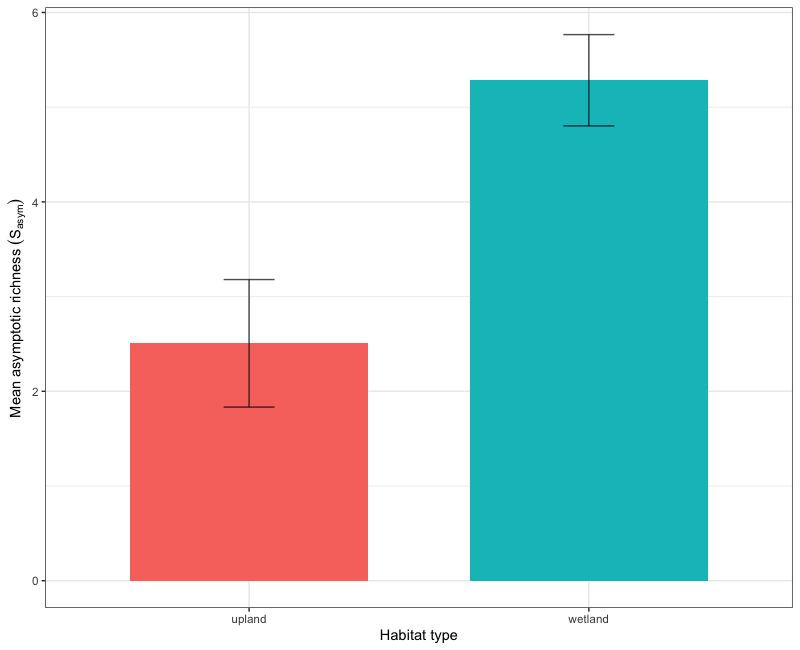 6
4
2
0
Mean asymptotic richness (Sasym)
upland
wetland
Habitat type